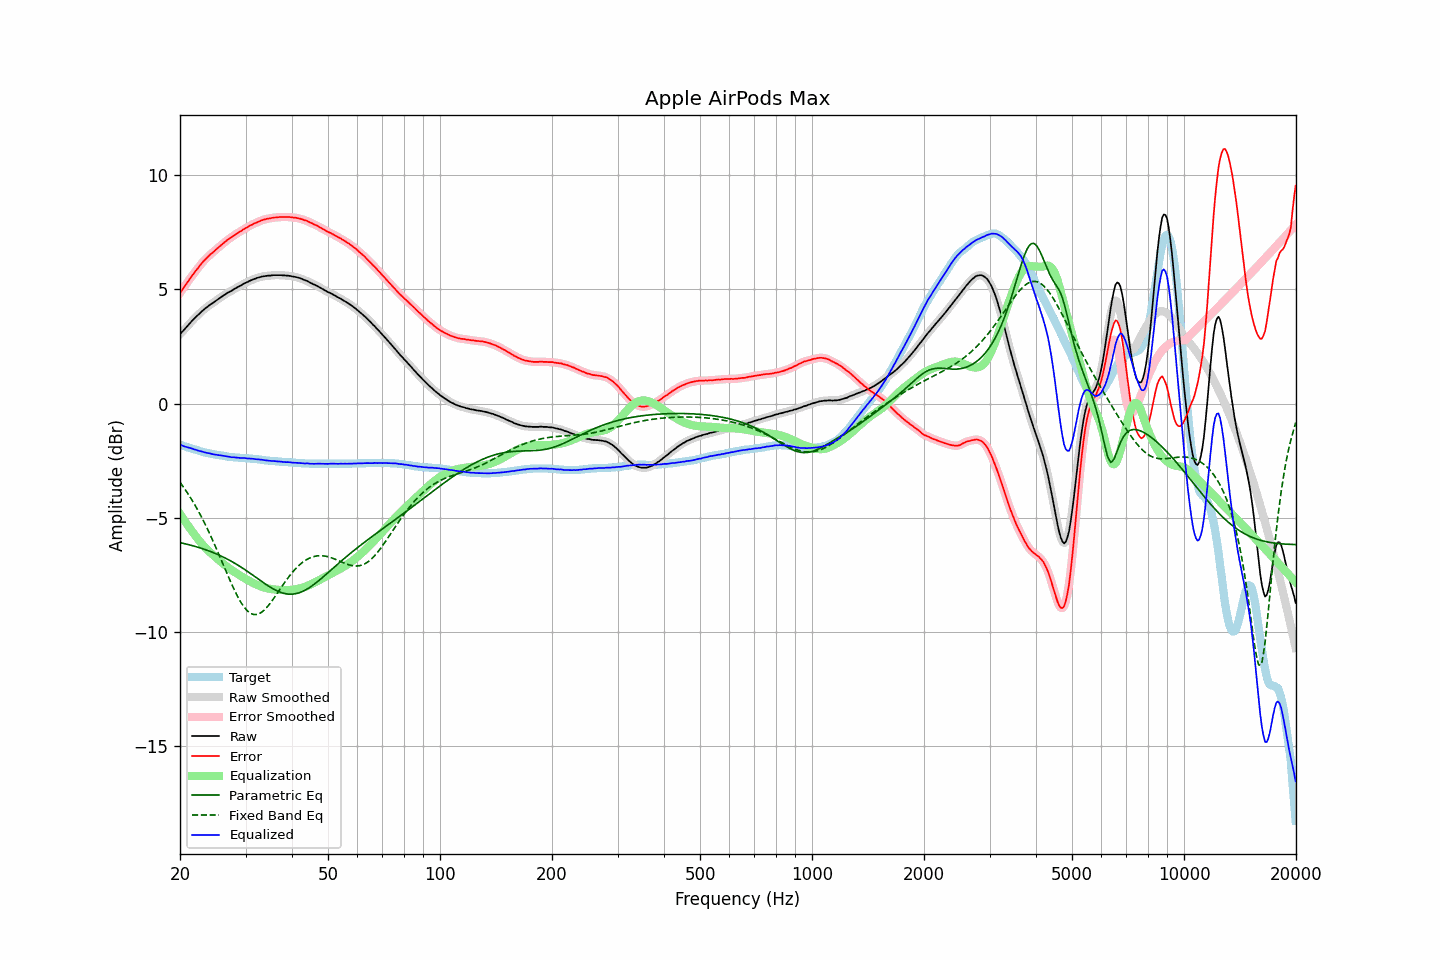 Apple AirPods Max
10
5
0
−5
−10
−15
Amplitude (dBr)
Target
Raw Smoothed
Error Smoothed
Raw
Error
Equalization
Parametric Eq
Fixed Band Eq
Equalized
20 50 100 200 500 1000 2000 5000 10000 20000
Frequency (Hz)